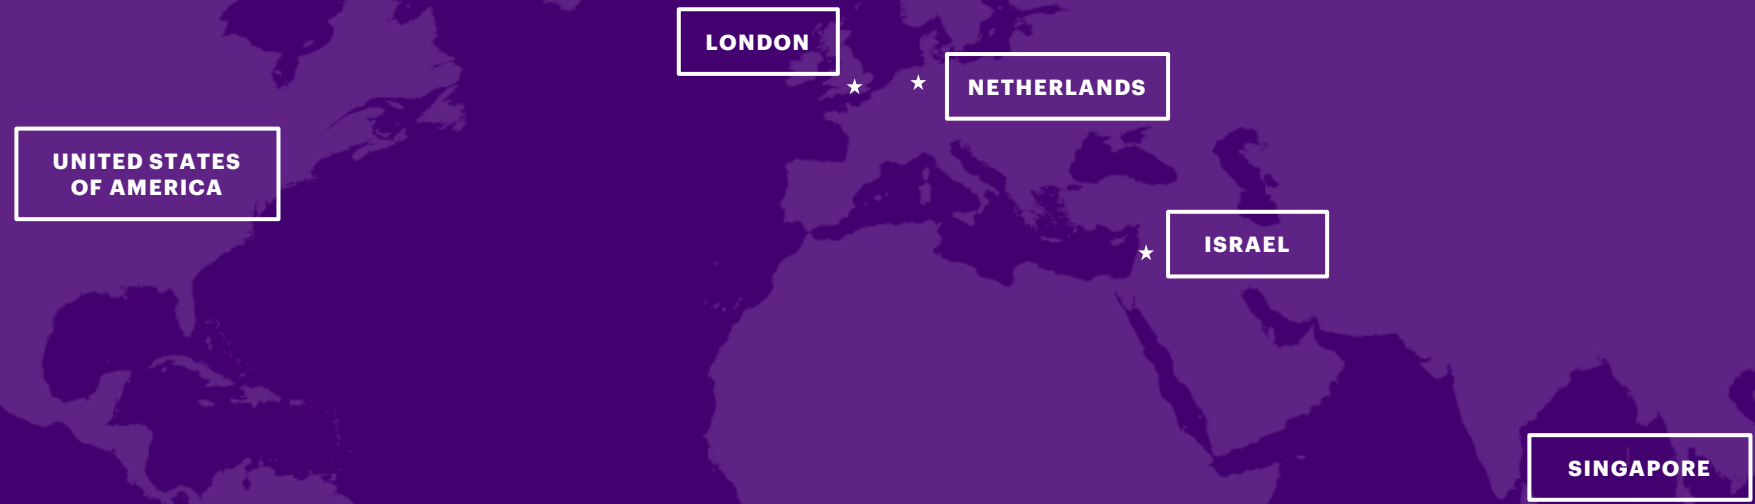 LONDON
NETHERLANDS
UNITED STATES
OF AMERICA
ISRAEL
SINGAPORE